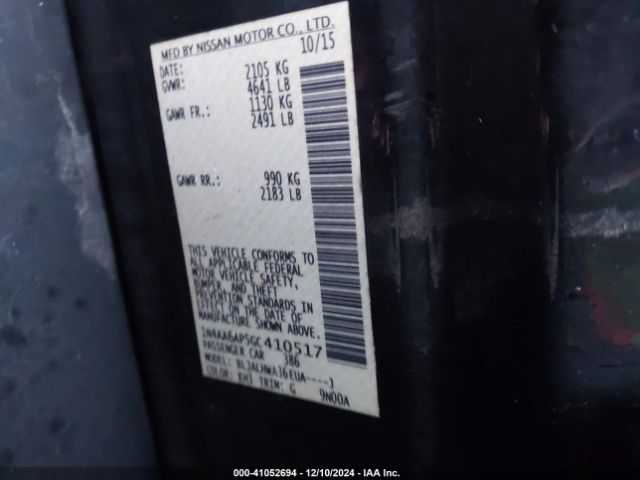 MFD BY NISSAN MOTOR CO., LTD.
DATE: 10/15
GVWR: 2105 KG
4641 LB
GAWR FR.: 1130 KG
2491 LB
GAWR RR.: 990 KG
2183 LB
THIS VEHICLE CONFORMS TO
ALL APPLICABLE FEDERAL
MOTOR VEHICLE SAFETY,
BUMPER, AND THEFT
PREVENTION STANDARDS IN
EFFECT ON THE DATE OF
MANUFACTURE SHOWN ABOVE.
1N4AA6AP5GC410517
PASSENGER CAR 386
MODEL: BL3ALHWA36EUA----J
COLOR: KH3 TRIM: G 9N00A
000-41052694 - 12/10/2024 - IAA Inc.